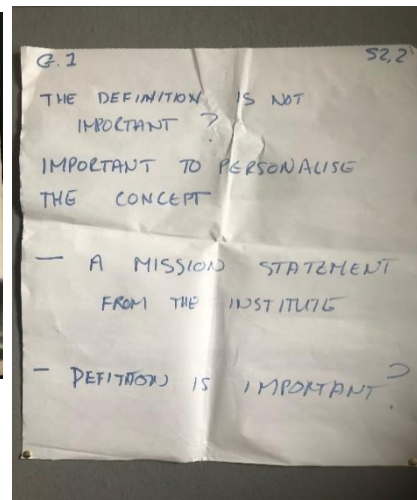 G.1 S2,2
THE DEFINITION IS NOT
IMPORTANT ?
IMPORTANT TO PERSONALISE
THE CONCEPT
— A MISSION STATEMENT
FROM THE INSTITUTE
— DEFITION IS IMPORTANT?